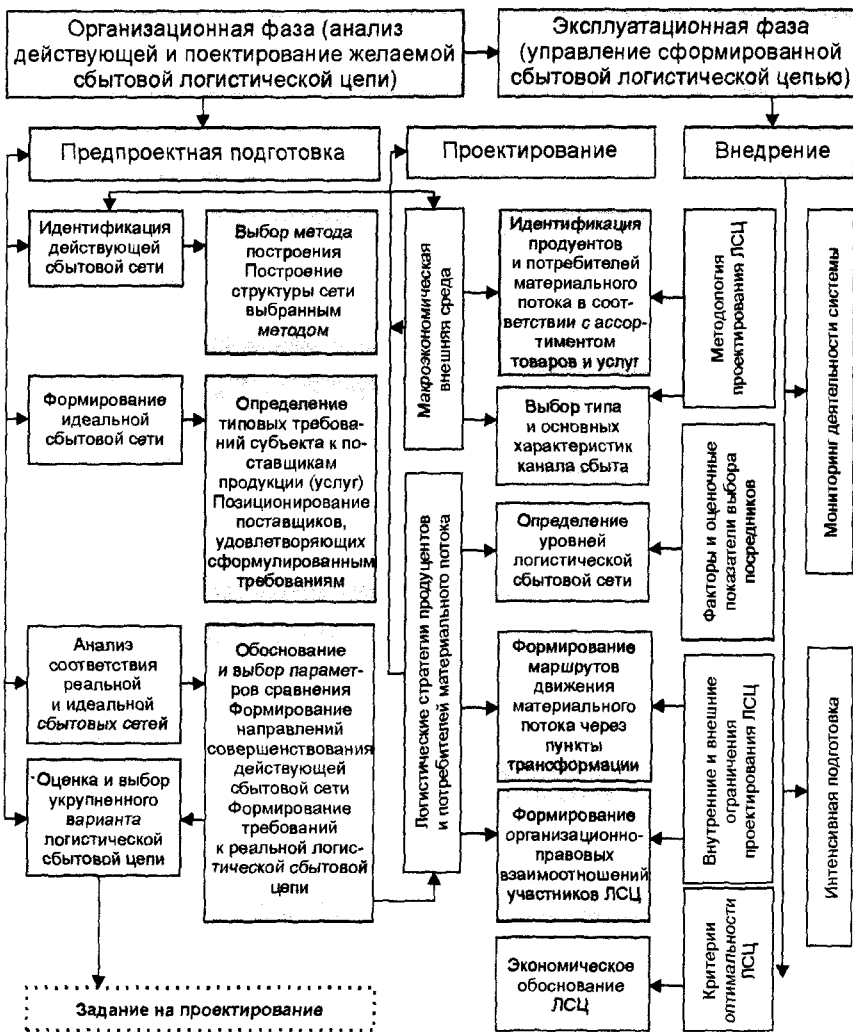 Организационная фаза (анализ
действующей и поектирование желаемой
сбытовой логистической цепи)
Эксплуатационная фаза
(управление сформированной
сбытовой логистической цепью)
Предпроектная подготовка
Проектирование
Внедрение
Идентификация
действующей
сбытовой сети
Выбор метода
построения
Построение
структуры сети
выбранным
методом
Формирование
идеальной
сбытовой сети
Определение
типовых требова-
ний субъекта к по-
ставщикам
продукции (услуг)
Позиционирование
поставщиков,
удовлетворяющих
сформулированным
требованиям
Анализ
соответствия
реальной
и идеальной
сбытовых сетей
Обоснование
и выбор парамет-
ров сравнения
Формирование
направлений
совершенствования
действующей
сбытовой сети
Формирование
требований
к реальной логис-
тической сбытовой
цепи
Оценка и выбор
укрупненного
варианта
логистической
сбытовой цепи
Задание на проектирование
Макроэкономическая
внешняя среда
Логистические стратегии продуцентов
и потребителей материального потока
Идентификация
продуентов
и потребителей
материального
потока в соот-
ветствии с ассор-
тиментом
товаров и услуг
Выбор типа
и основных
характеристик
канала сбыта
Определение
уровней
логистической
сбытовой сети
Формирование
маршрутов
движения
материального
потока через
пункты
трансформации
Формирование
организационно-
правовых
взаимоотношений
участников ЛСЦ
Экономическое
обоснование
ЛСЦ
Методология
проектирования ЛСЦ
Факторы и оценочные
показатели выбора
посредников
Внутренние и внешние
ограничения
проектирования ЛСЦ
Критерии
оптимальности
ЛСЦ
Мониторинг деятельности системы
Интенсивная подготовка